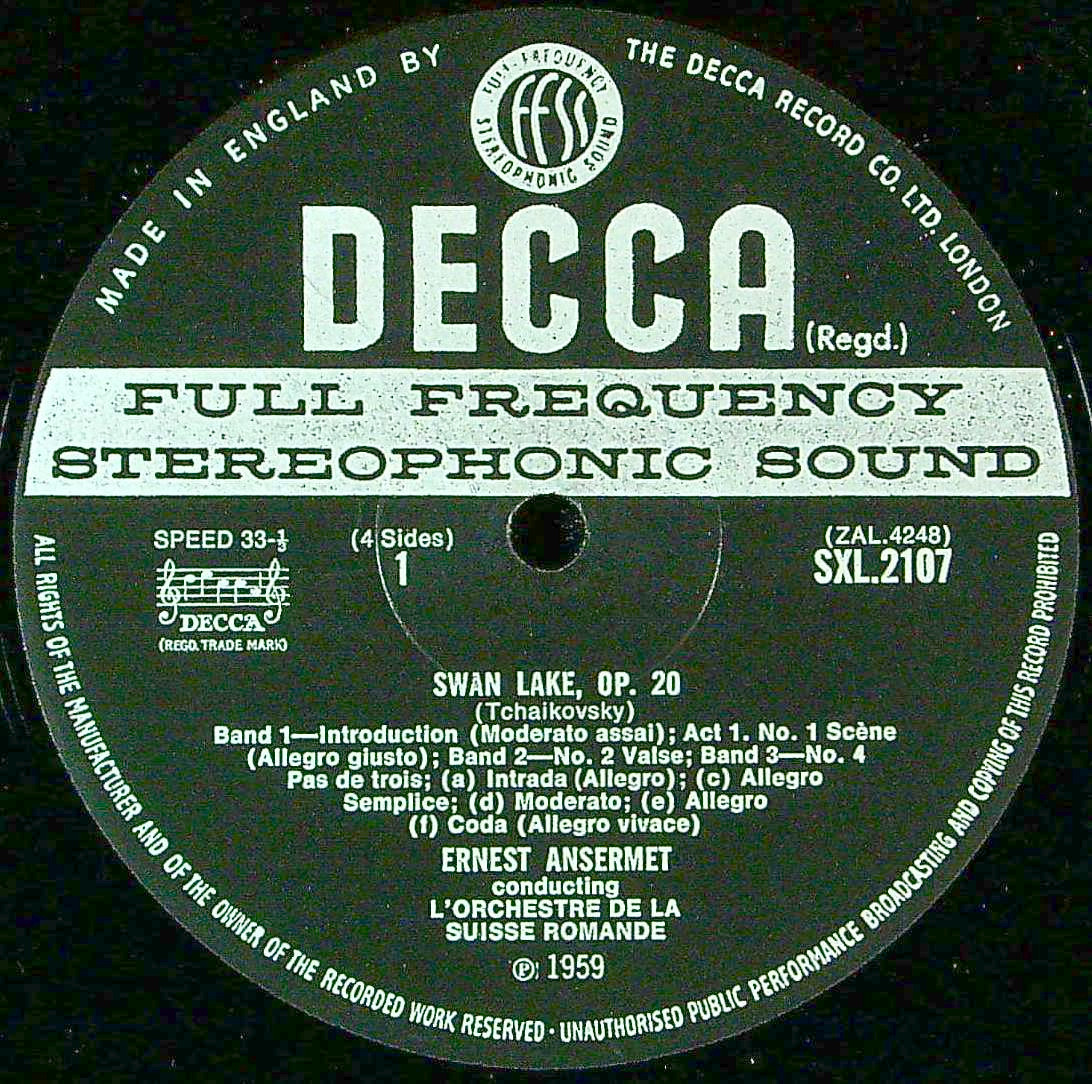 MADE IN ENGLAND BY
THE DECCA RECORD CO. LTD. LONDON
FULL FREQUENCY
ffss
STEREOPHONIC SOUND
DECCA (Regd.)
FULL FREQUENCY
STEREOPHONIC SOUND
SPEED 33-⅓
(4 Sides)
1
(ZAL.4248)
SXL.2107
DECCA
(REGD. TRADE MARK)
SWAN LAKE, OP. 20
(Tchaikovsky)
Band 1—Introduction (Moderato assai); Act 1. No. 1 Scène
(Allegro giusto); Band 2—No. 2 Valse; Band 3—No. 4
Pas de trois; (a) Intrada (Allegro); (c) Allegro
Semplice; (d) Moderato; (e) Allegro
(f) Coda (Allegro vivace)
ERNEST ANSERMET
conducting
L'ORCHESTRE DE LA
SUISSE ROMANDE
℗: 1959
ALL RIGHTS OF THE MANUFACTURER AND OF THE OWNER OF THE RECORDED WORK RESERVED · UNAUTHORISED PUBLIC PERFORMANCE BROADCASTING AND COPYING OF THIS RECORD PROHIBITED